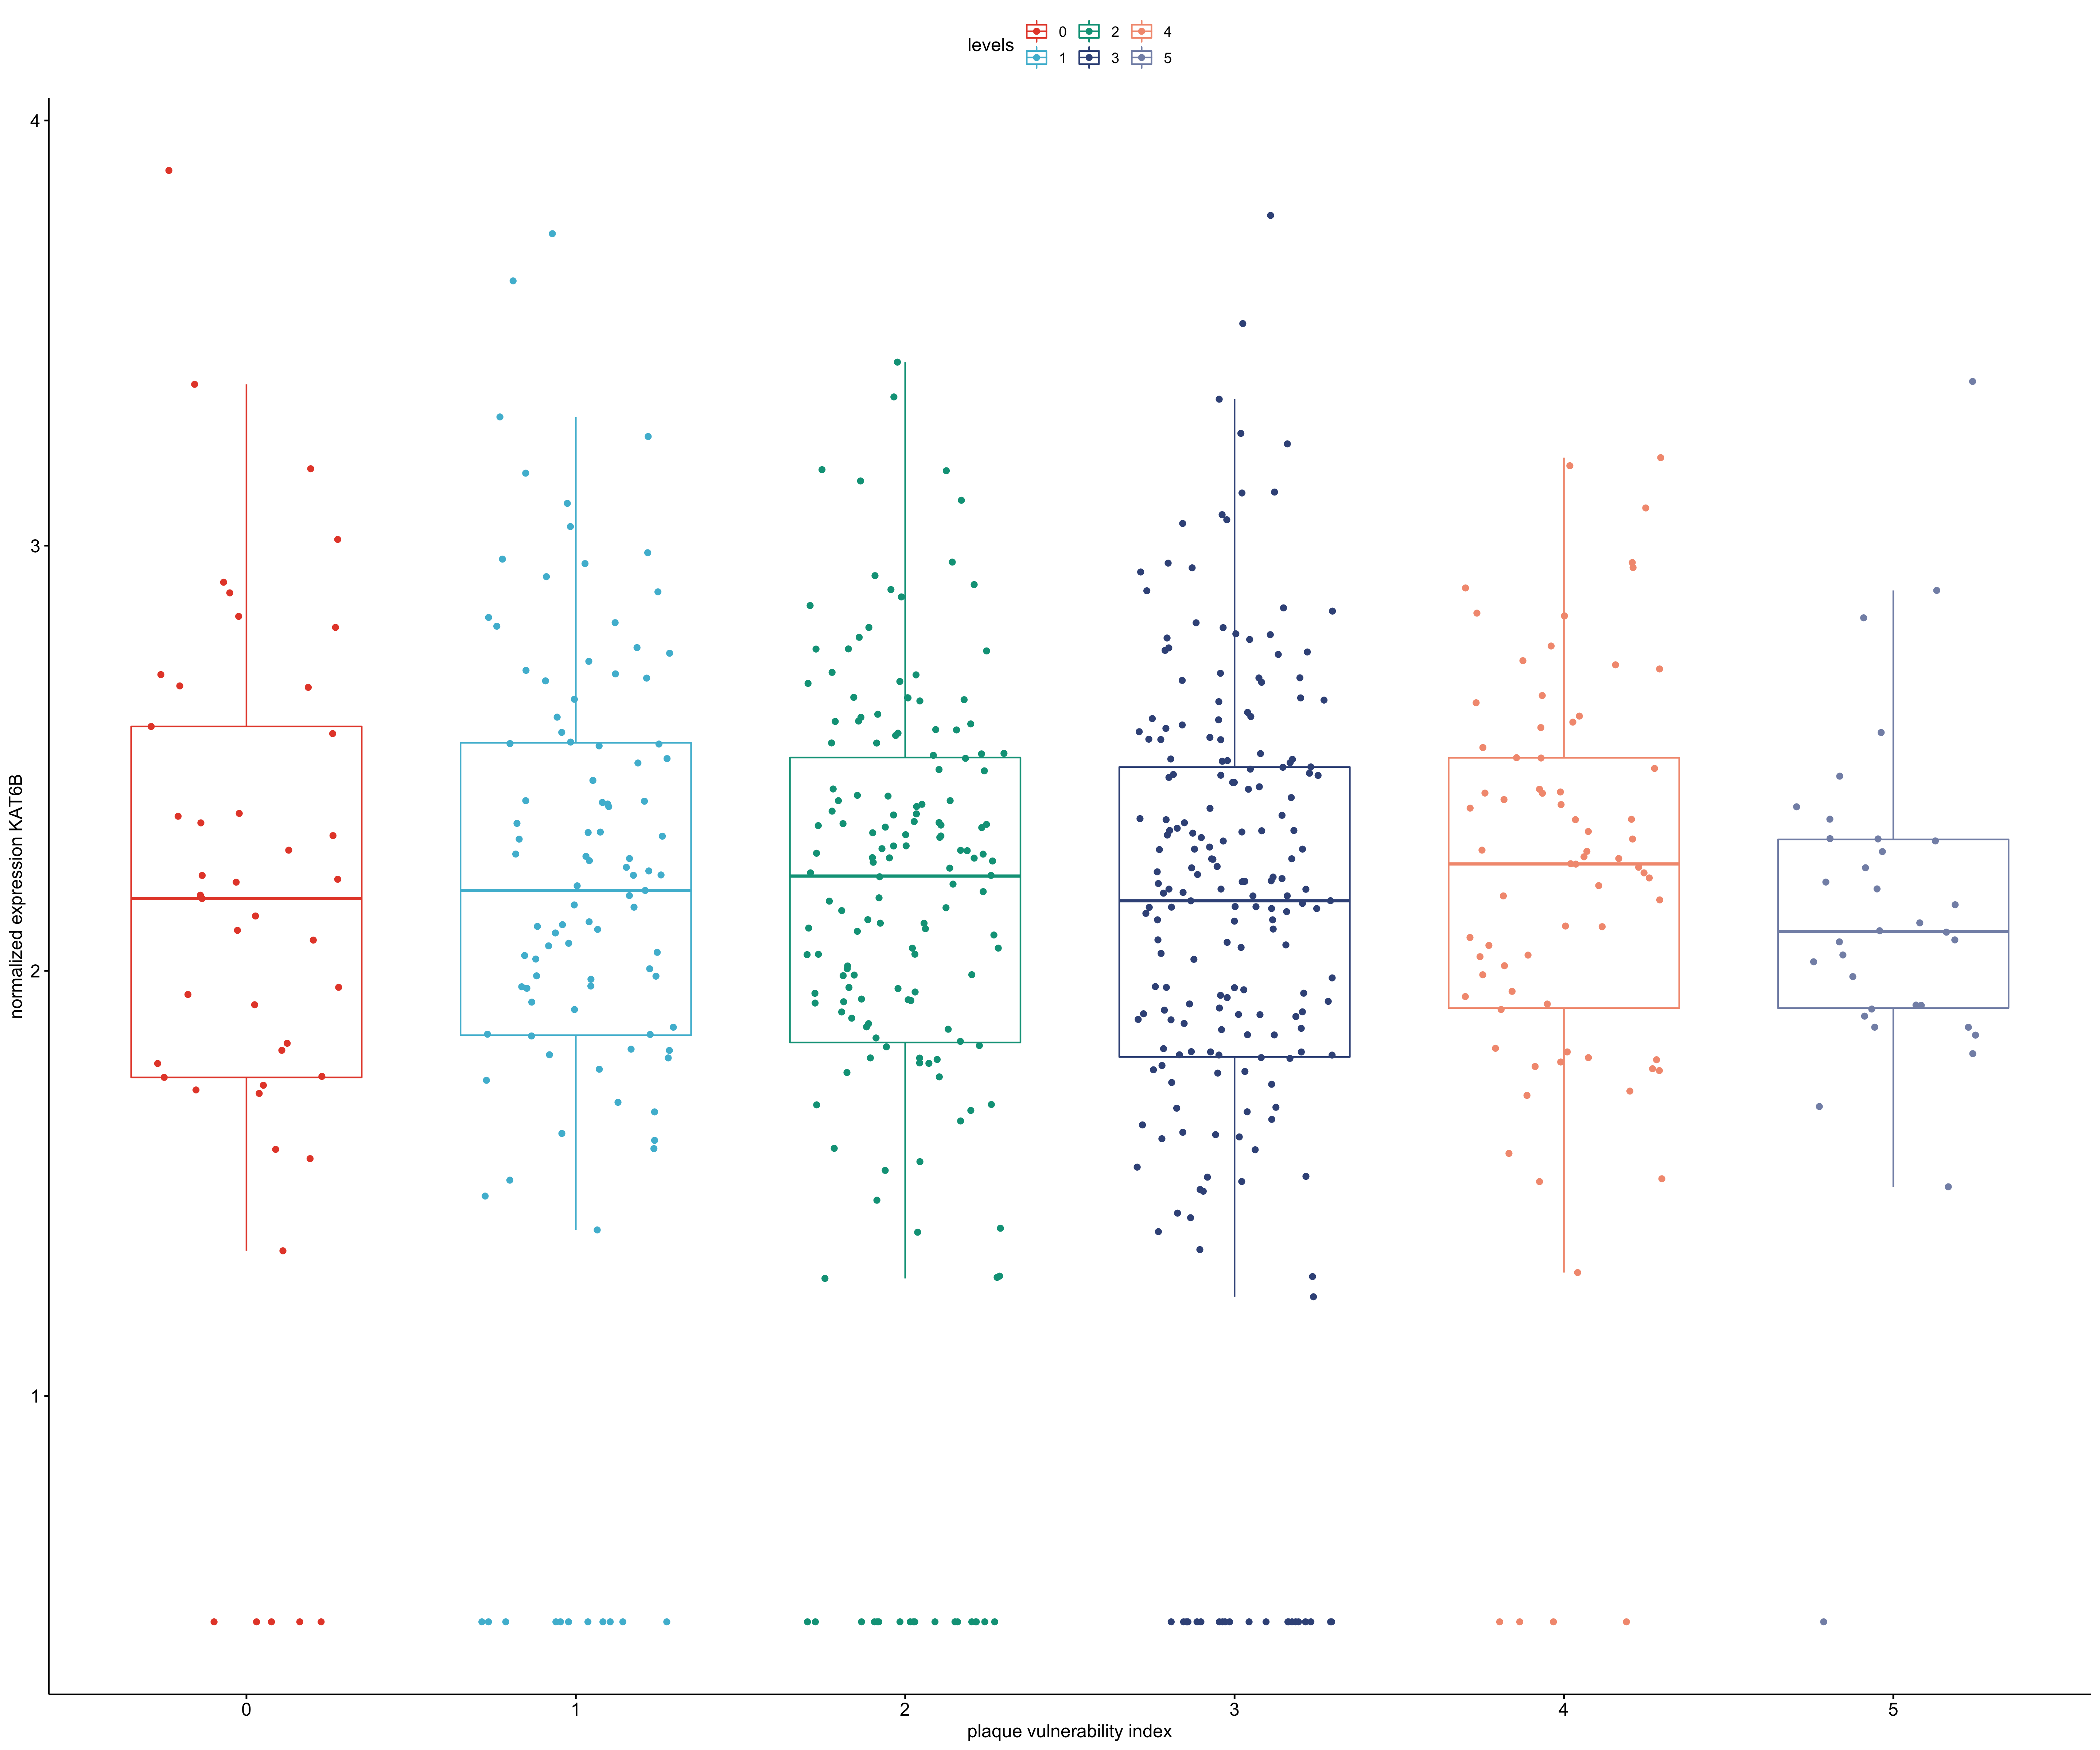 levels
0 2 4
1 3 5
4
3
2
1
normalized expression KAT6B
0 1 2 3 4 5
plaque vulnerability index